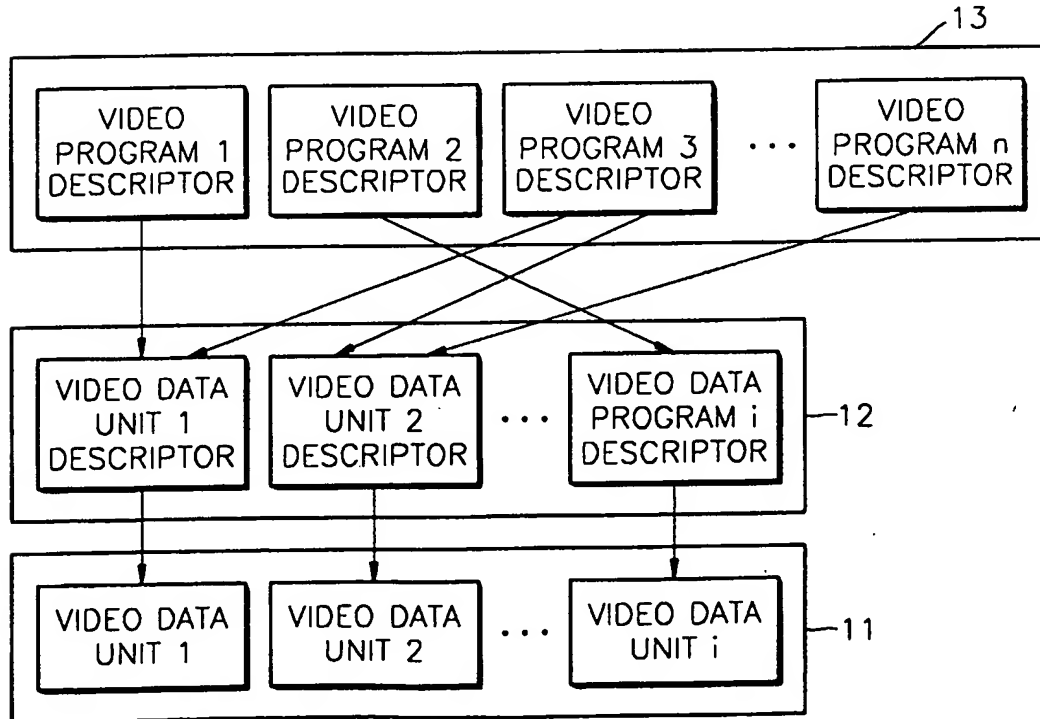 13
VIDEO
PROGRAM 1
DESCRIPTOR
VIDEO
PROGRAM 2
DESCRIPTOR
VIDEO
PROGRAM 3
DESCRIPTOR
...
VIDEO
PROGRAM n
DESCRIPTOR
VIDEO DATA
UNIT 1
DESCRIPTOR
VIDEO DATA
UNIT 2
DESCRIPTOR
...
VIDEO DATA
PROGRAM i
DESCRIPTOR
12
VIDEO DATA
UNIT 1
VIDEO DATA
UNIT 2
...
VIDEO DATA
UNIT i
11